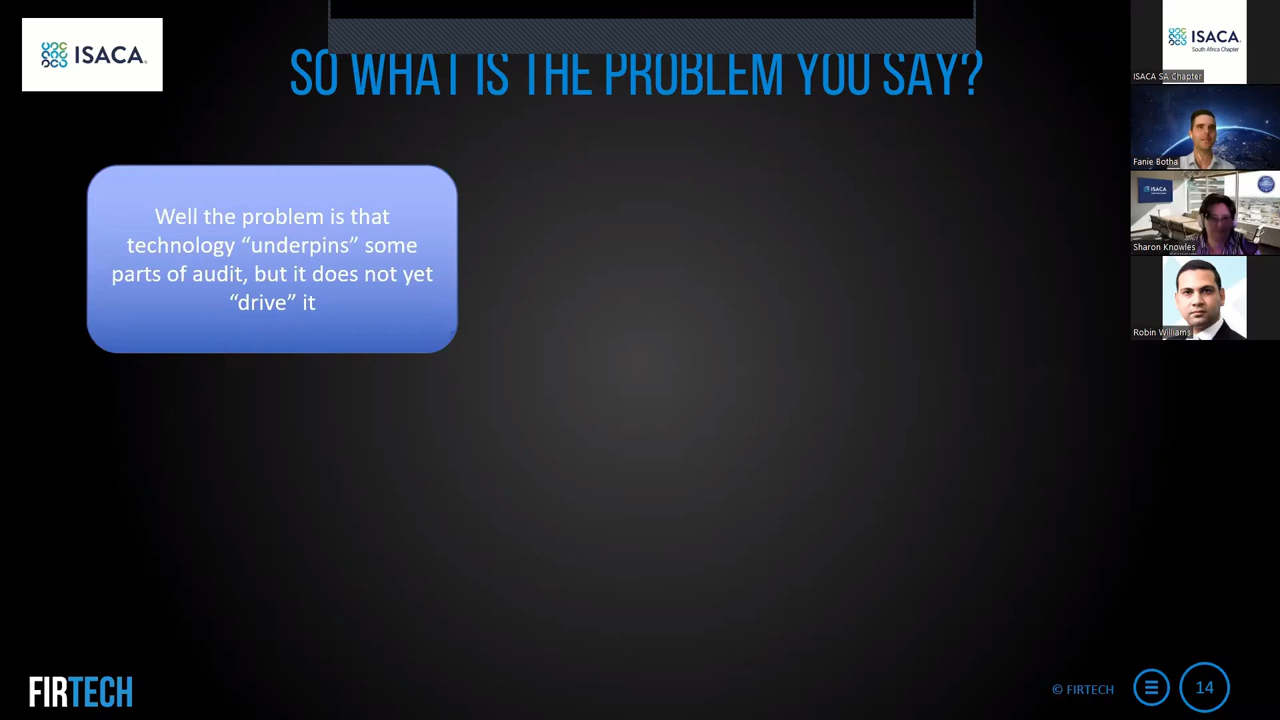 ISACA.
SO WHAT IS THE PROBLEM YOU SAY?
Well the problem is that
technology “underpins” some
parts of audit, but it does not yet
“drive” it
ISACA.
South Africa Chapter
ISACA SA Chapter
Fanie Botha
ISACA
Sharon Knowles
Robin Williams
FIRTECH
© FIRTECH
14